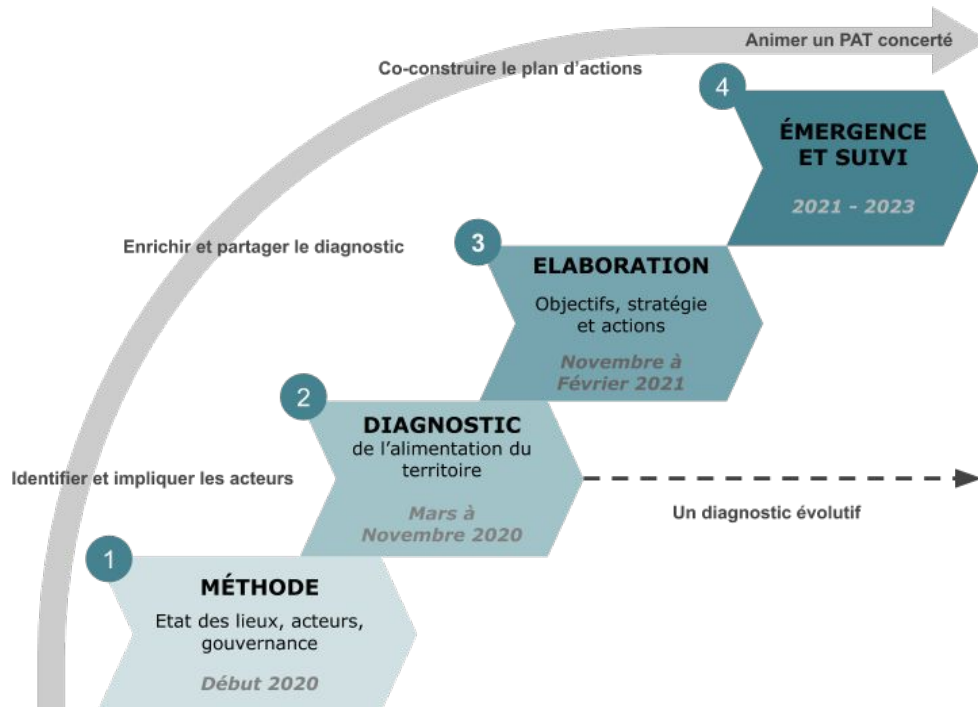 Animer un PAT concerté
Co-construire le plan d'actions
4
ÉMERGENCE
ET SUIVI
2021 - 2023
Enrichir et partager le diagnostic
3
ELABORATION
Objectifs, stratégie
et actions
Novembre à
Février 2021
2
DIAGNOSTIC
de l'alimentation du
territoire
Mars à
Novembre 2020
Identifier et impliquer les acteurs
Un diagnostic évolutif
1
MÉTHODE
Etat des lieux, acteurs,
gouvernance
Début 2020